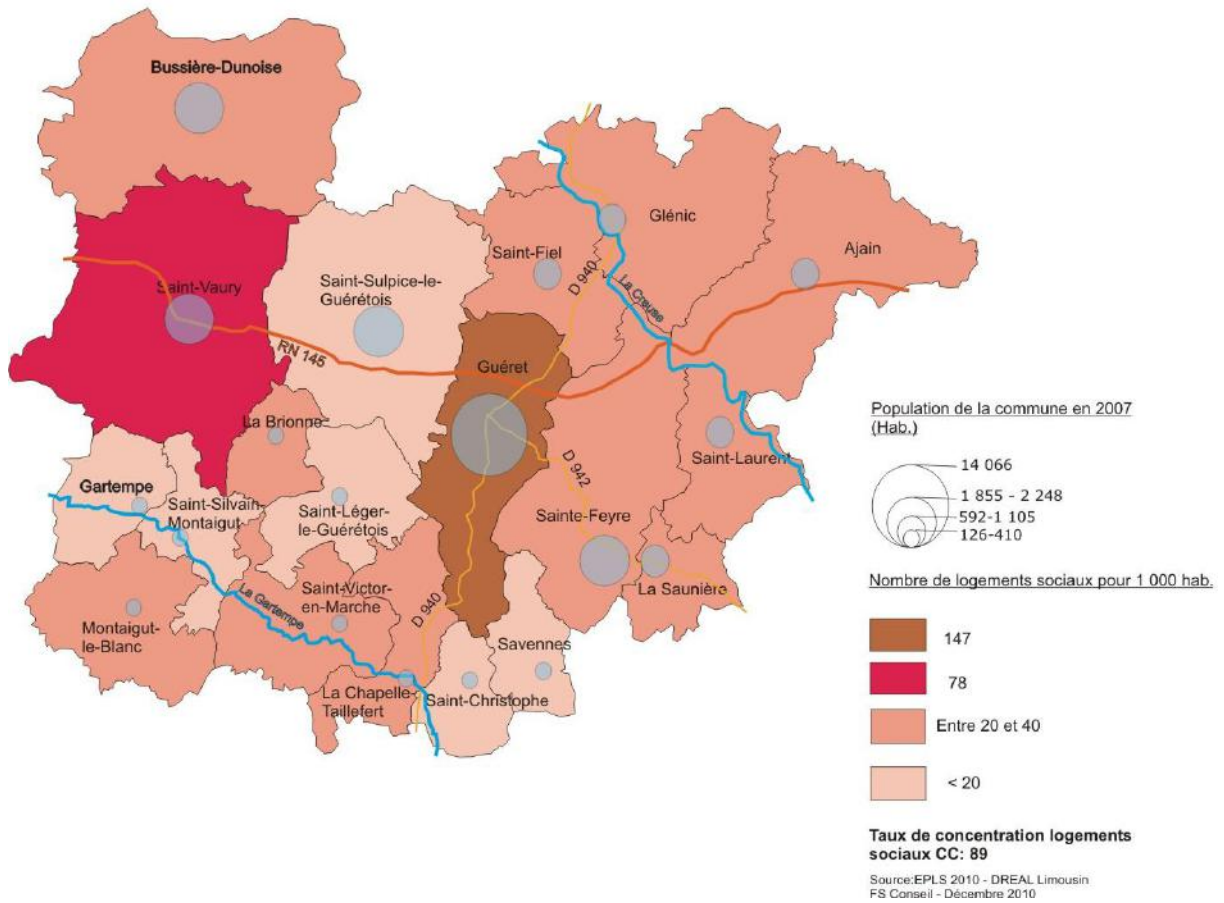 Bussière-Dunoise
Glénic
Ajain
Saint-Fiel
D 940
La Creuse
Saint-Vaury
Saint-Sulpice-le-
Guérétois
RN 145
Guéret
La Brionne
D 942
Saint-Laurent
Gartempe
Saint-Silvain-
Montaigut
Saint-Léger-
le-Guérétois
Sainte-Feyre
La Saunière
La Gartempe
Saint-Victor-
en-Marche
D 940
Montaigut-
le-Blanc
Savennes
La Chapelle-
Taillefert
Saint-Christophe
Population de la commune en 2007
(Hab.)
14 066
1 855 - 2 248
592-1 105
126-410
Nombre de logements sociaux pour 1 000 hab.
147
78
Entre 20 et 40
< 20
Taux de concentration logements
sociaux CC: 89
Source:EPLS 2010 - DREAL Limousin
FS Conseil - Décembre 2010